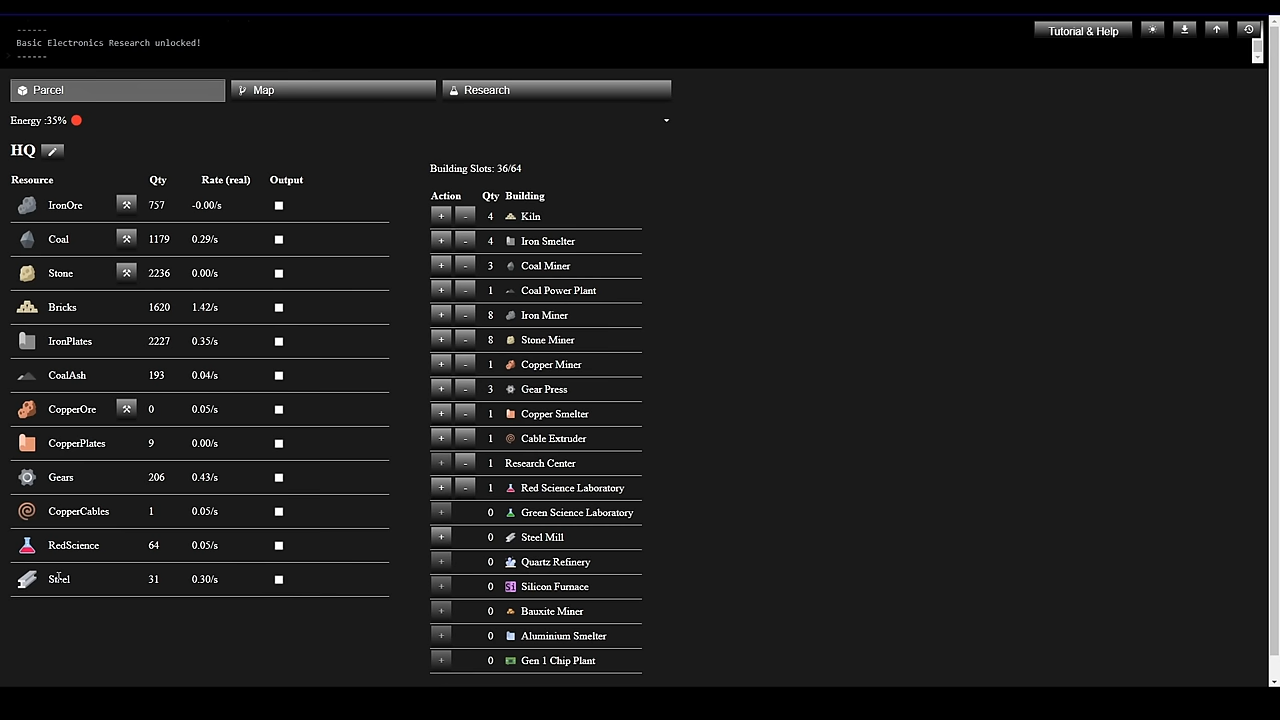 ------
Basic Electronics Research unlocked!
------
Tutorial & Help
Parcel
Map
Research
Energy :35%
HQ
Building Slots: 36/64
Resource Qty Rate (real) Output
IronOre 757 -0.00/s
Coal 1179 0.29/s
Stone 2236 0.00/s
Bricks 1620 1.42/s
IronPlates 2227 0.35/s
CoalAsh 193 0.04/s
CopperOre 0 0.05/s
CopperPlates 9 0.00/s
Gears 206 0.43/s
CopperCables 1 0.05/s
RedScience 64 0.05/s
Steel 31 0.30/s
Action Qty Building
+ - 4 Kiln
+ - 4 Iron Smelter
+ - 3 Coal Miner
+ - 1 Coal Power Plant
+ - 8 Iron Miner
+ - 8 Stone Miner
+ - 1 Copper Miner
+ - 3 Gear Press
+ - 1 Copper Smelter
+ - 1 Cable Extruder
+ - 1 Research Center
+ - 1 Red Science Laboratory
+ 0 Green Science Laboratory
+ 0 Steel Mill
+ 0 Quartz Refinery
+ 0 Si Silicon Furnace
+ 0 Bauxite Miner
+ 0 Aluminium Smelter
+ 0 Gen 1 Chip Plant